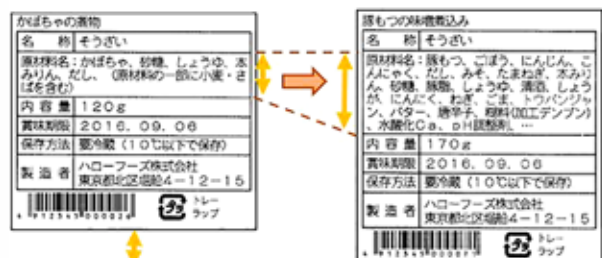 かぼちゃの煮物
名 称 そうざい
原材料名：かぼちゃ、砂糖、しょうゆ、本
みりん、だし、（原材料の一部に小麦・さ
ばを含む）
内 容 量 120g
賞味期限 2016．09．06
保存方法 要冷蔵（10℃以下で保存）
製 造 者 ハローフーズ株式会社
東京都北区堀船4－12－15
4 912345 000026
プラ
トレー
ラップ
豚もつの味噌煮込み
名 称 そうざい
原材料名：豚もつ、ごぼう、にんじん、こ
んにゃく、だし、みそ、たまねぎ、本みり
ん、砂糖、豚脂、しょうゆ、清酒、しょう
が、にんにく、ねぎ、ごま、トウバンジャ
ン、バター、唐辛子、糊料(加工デンプン)
、水酸化Ca、pH調整剤、…
内 容 量 170g
賞味期限 2016．09．06
保存方法 要冷蔵（10℃以下で保存）
製 造 者 ハローフーズ株式会社
東京都北区堀船4－12－15
4 912345 000071
プラ
トレー
ラップ